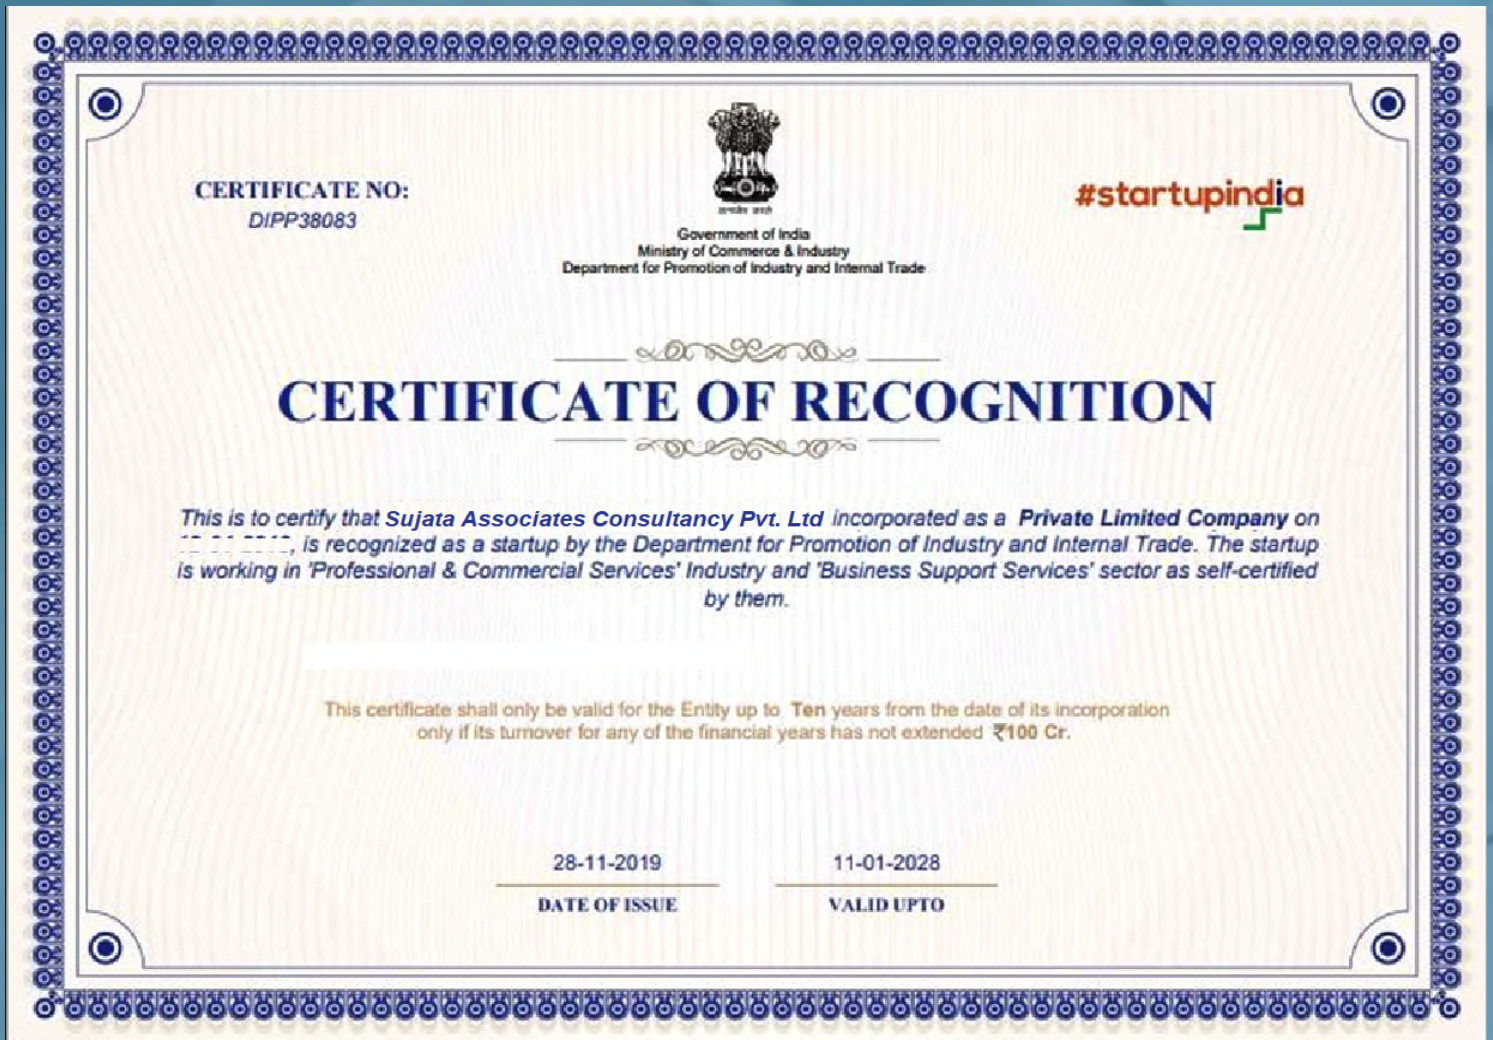 CERTIFICATE NO:
DIPP38083
#startupindia
Government of India
Ministry of Commerce & Industry
Department for Promotion of Industry and Internal Trade
CERTIFICATE OF RECOGNITION
This is to certify that Sujata Associates Consultancy Pvt. Ltd incorporated as a Private Limited Company on
, is recognized as a startup by the Department for Promotion of Industry and Internal Trade. The startup
is working in 'Professional & Commercial Services' Industry and 'Business Support Services' sector as self-certified
by them.
This certificate shall only be valid for the Entity up to Ten years from the date of its incorporation
only if its turnover for any of the financial years has not extended ₹100 Cr.
28-11-2019
11-01-2028
DATE OF ISSUE
VALID UPTO